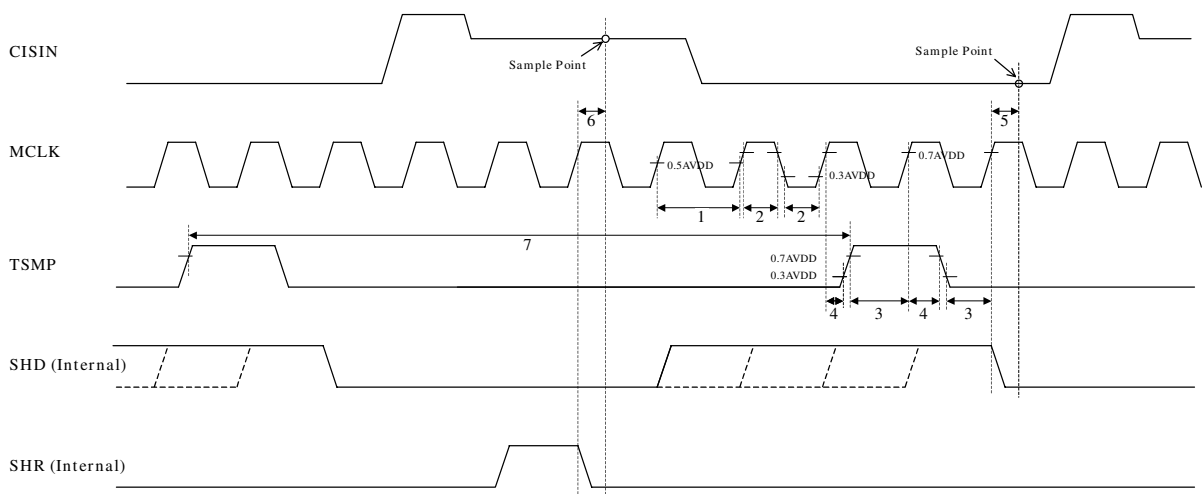 CISIN
Sample Point
Sample Point
6
5
MCLK
0.5AVDD
0.7AVDD
0.3AVDD
1
2
2
7
TSMP
0.7AVDD
0.3AVDD
4
3
4
3
SHD (Internal)
SHR (Internal)